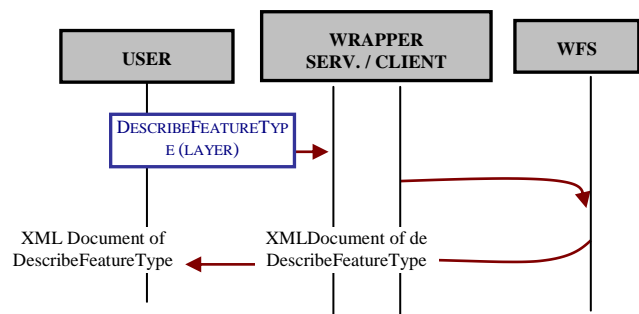 USER
WRAPPER
SERV. / CLIENT
WFS
DESCRIBEFEATURETYP
E (LAYER)
XML Document of
DescribeFeatureType
XMLDocument of de
DescribeFeatureType